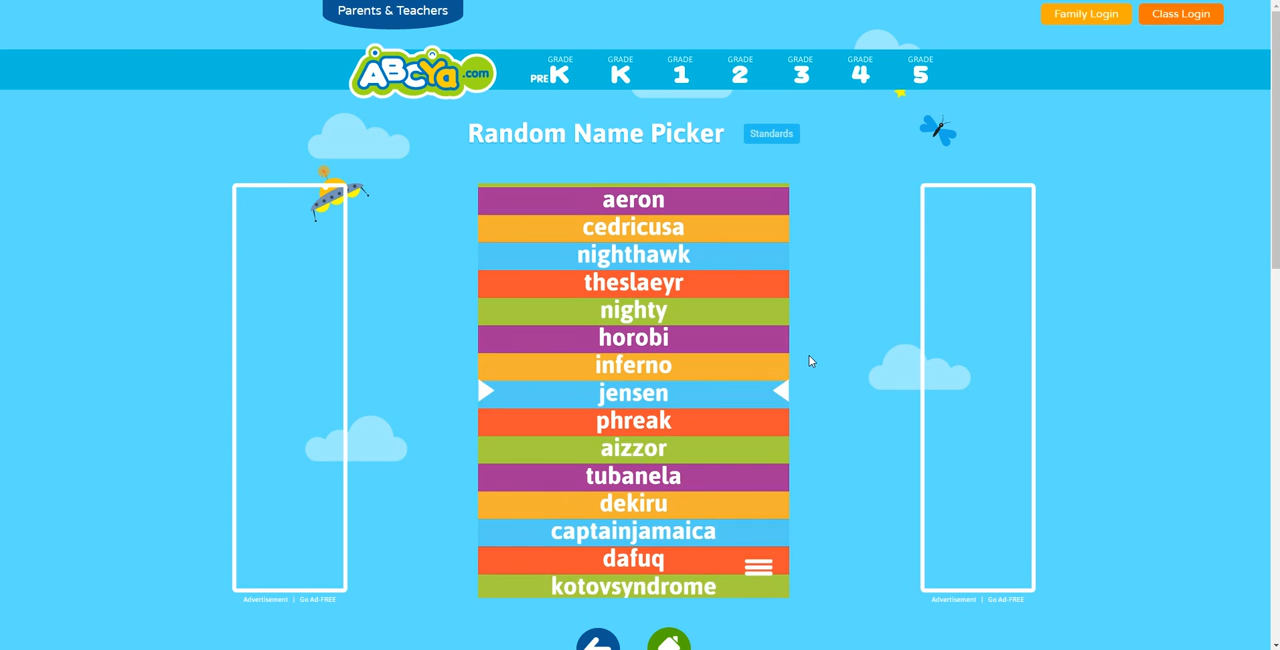 Parents & Teachers
Family Login
Class Login
ABCYa.com
PRE GRADE K
GRADE K
GRADE 1
GRADE 2
GRADE 3
GRADE 4
GRADE 5
Random Name Picker
Standards
aeron
cedricusa
nighthawk
theslaeyr
nighty
horobi
inferno
jensen
phreak
aizzor
tubanela
dekiru
captainjamaica
dafuq
kotovsyndrome
Advertisement | Go Ad-FREE
Advertisement | Go Ad-FREE